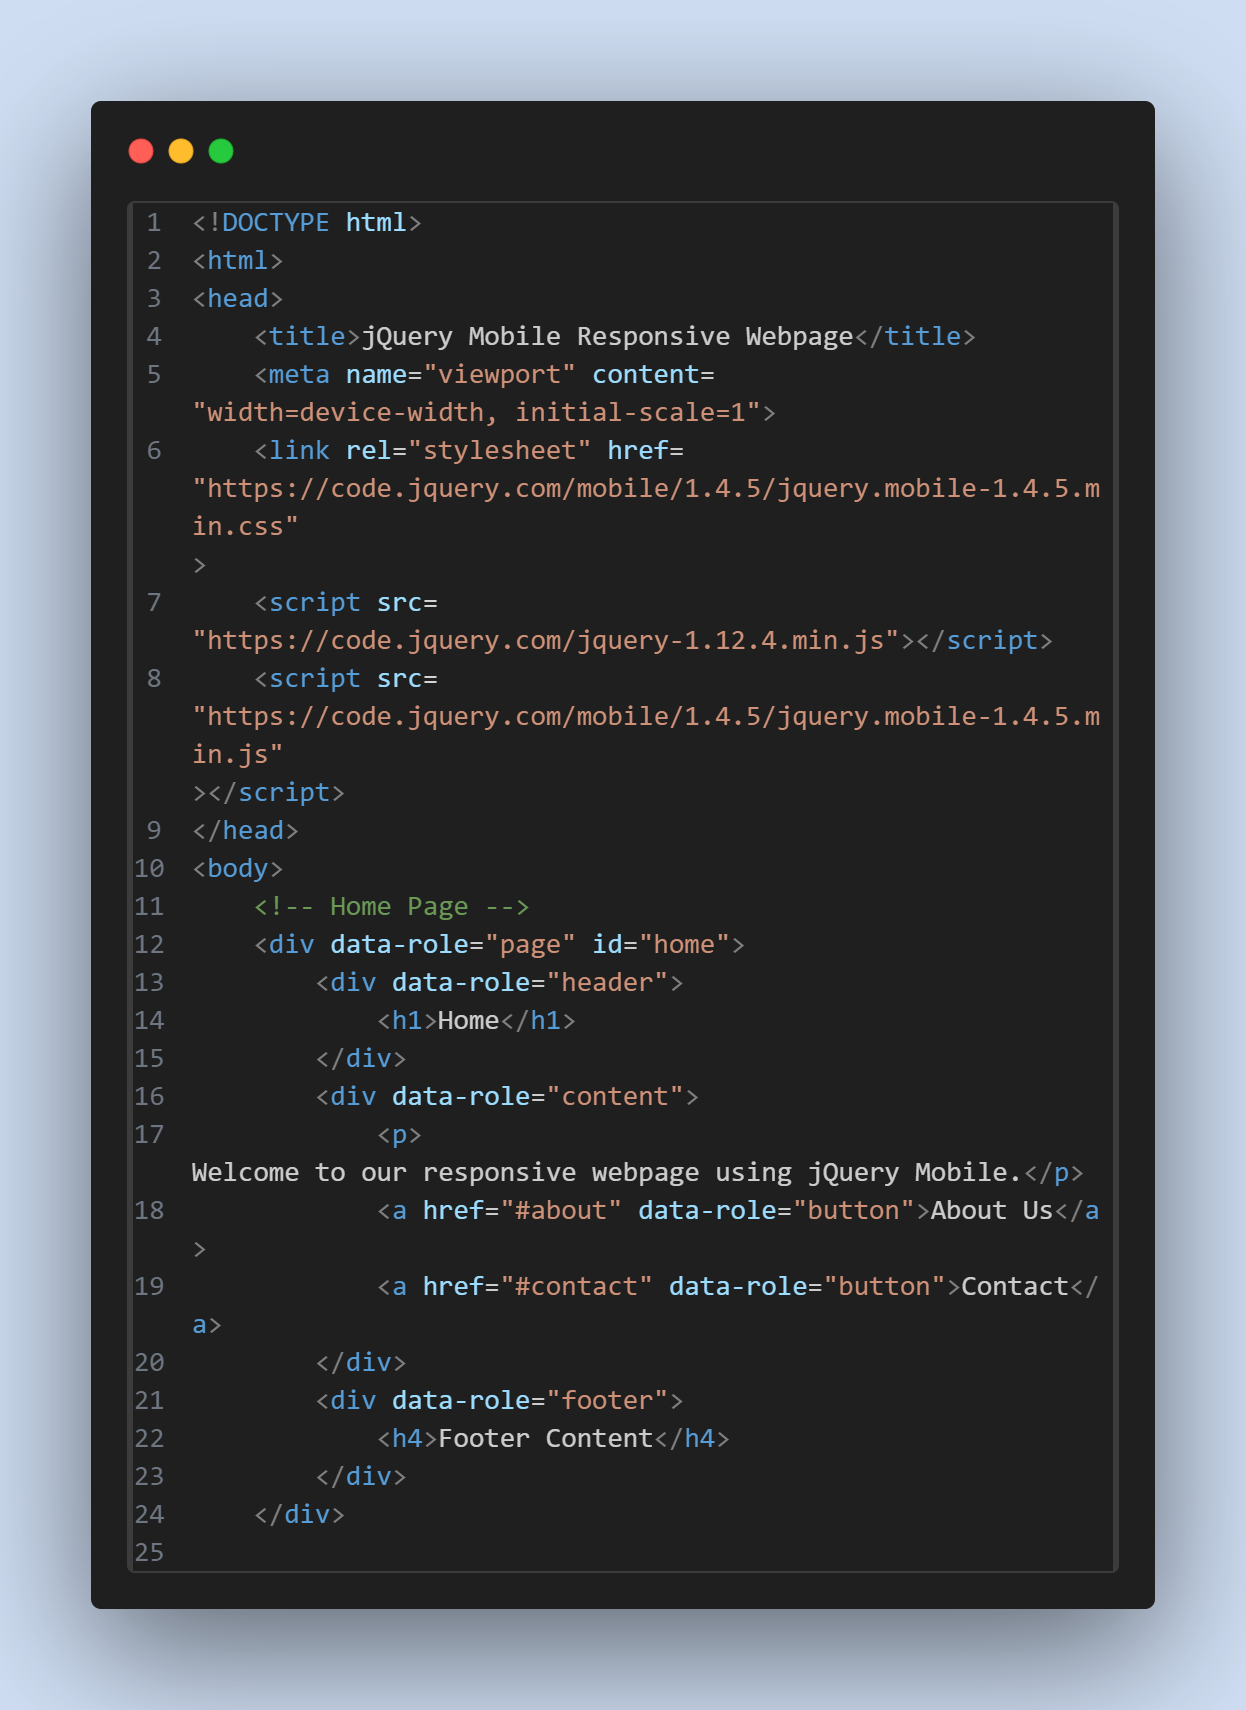 1 <!DOCTYPE html>
2 <html>
3 <head>
4     <title>jQuery Mobile Responsive Webpage</title>
5     <meta name="viewport" content=
"width=device-width, initial-scale=1">
6     <link rel="stylesheet" href=
"https://code.jquery.com/mobile/1.4.5/jquery.mobile-1.4.5.m
in.css"
>
7     <script src=
"https://code.jquery.com/jquery-1.12.4.min.js"></script>
8     <script src=
"https://code.jquery.com/mobile/1.4.5/jquery.mobile-1.4.5.m
in.js"
></script>
9 </head>
10 <body>
11     <!-- Home Page -->
12     <div data-role="page" id="home">
13         <div data-role="header">
14             <h1>Home</h1>
15         </div>
16         <div data-role="content">
17             <p>
Welcome to our responsive webpage using jQuery Mobile.</p>
18             <a href="#about" data-role="button">About Us</a
>
19             <a href="#contact" data-role="button">Contact</
a>
20         </div>
21         <div data-role="footer">
22             <h4>Footer Content</h4>
23         </div>
24     </div>
25